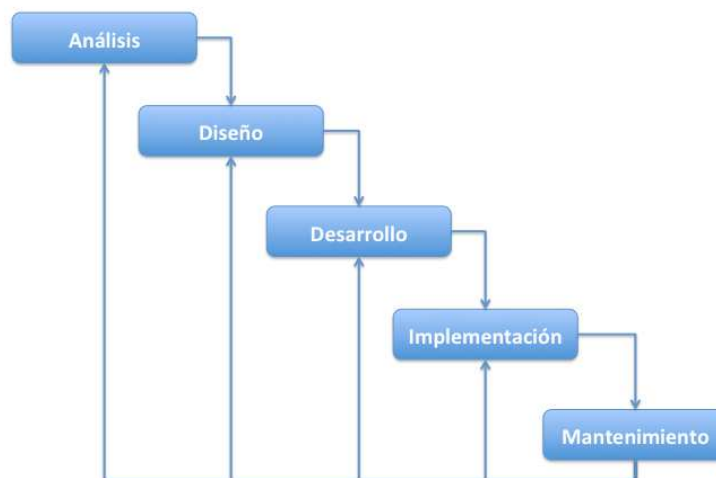 Análisis
Diseño
Desarrollo
Implementación
Mantenimiento